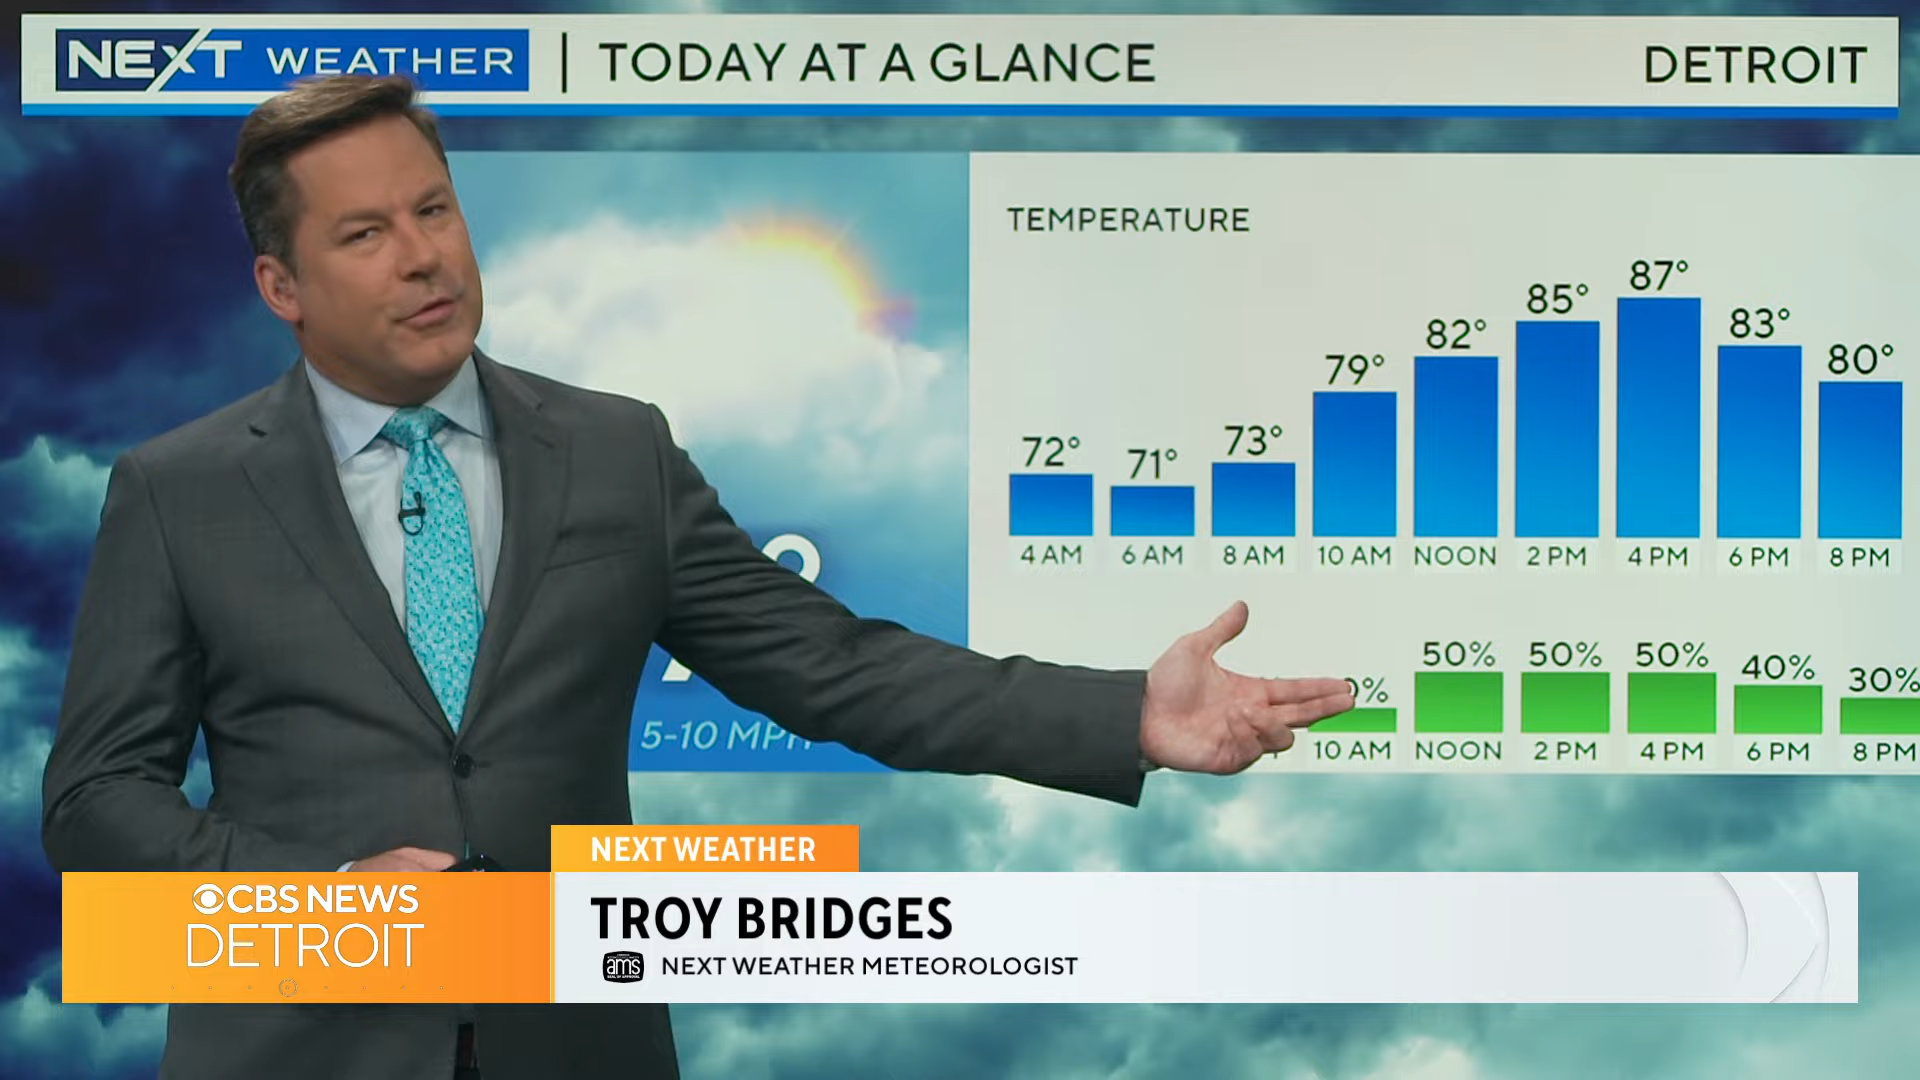 NEXT WEATHER | TODAY AT A GLANCE
DETROIT
TEMPERATURE
72° 71° 73° 79° 82° 85° 87° 83° 80°
4 AM 6 AM 8 AM 10 AM NOON 2 PM 4 PM 6 PM 8 PM
50% 50% 50% 40% 30%
5-10 MPH
10 AM NOON 2 PM 4 PM 6 PM 8 PM
NEXT WEATHER
CBS NEWS
DETROIT
TROY BRIDGES
ams
NEXT WEATHER METEOROLOGIST